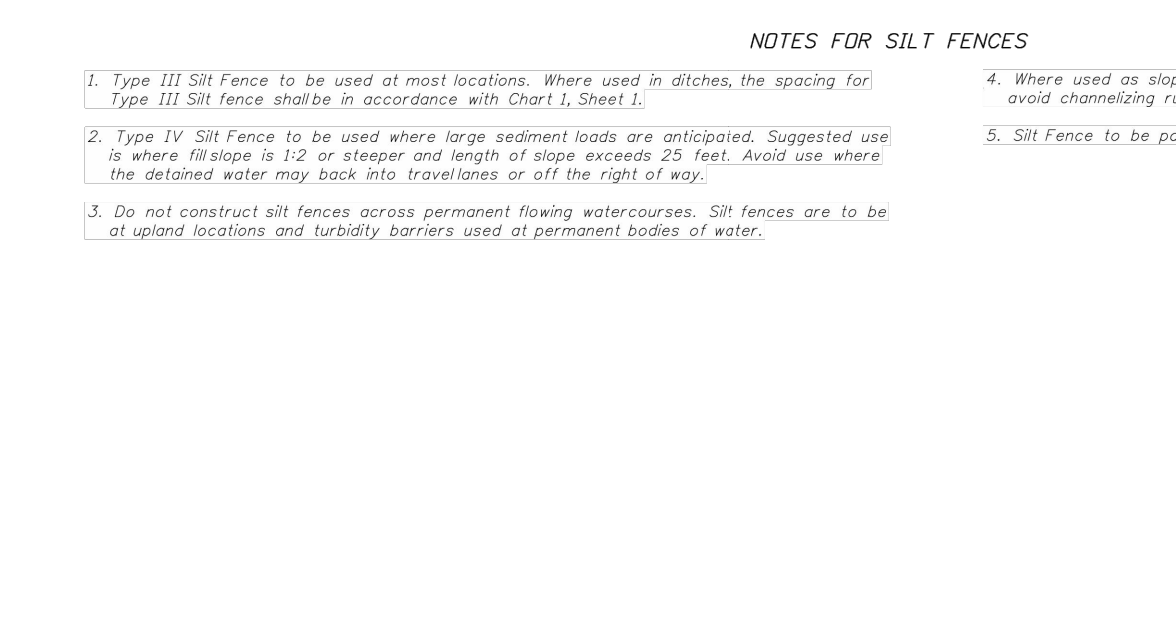 NOTES FOR SILT FENCES
1. Type III Silt Fence to be used at most locations. Where used in ditches, the spacing for
Type III Silt fence shall be in accordance with Chart 1, Sheet 1.
2. Type IV Silt Fence to be used where large sediment loads are anticipated. Suggested use
is where fill slope is 1:2 or steeper and length of slope exceeds 25 feet. Avoid use where
the detained water may back into travel lanes or off the right of way.
3. Do not construct silt fences across permanent flowing watercourses. Silt fences are to be
at upland locations and turbidity barriers used at permanent bodies of water.
4. Where used as
avoid channelizing
5. Silt Fence to be